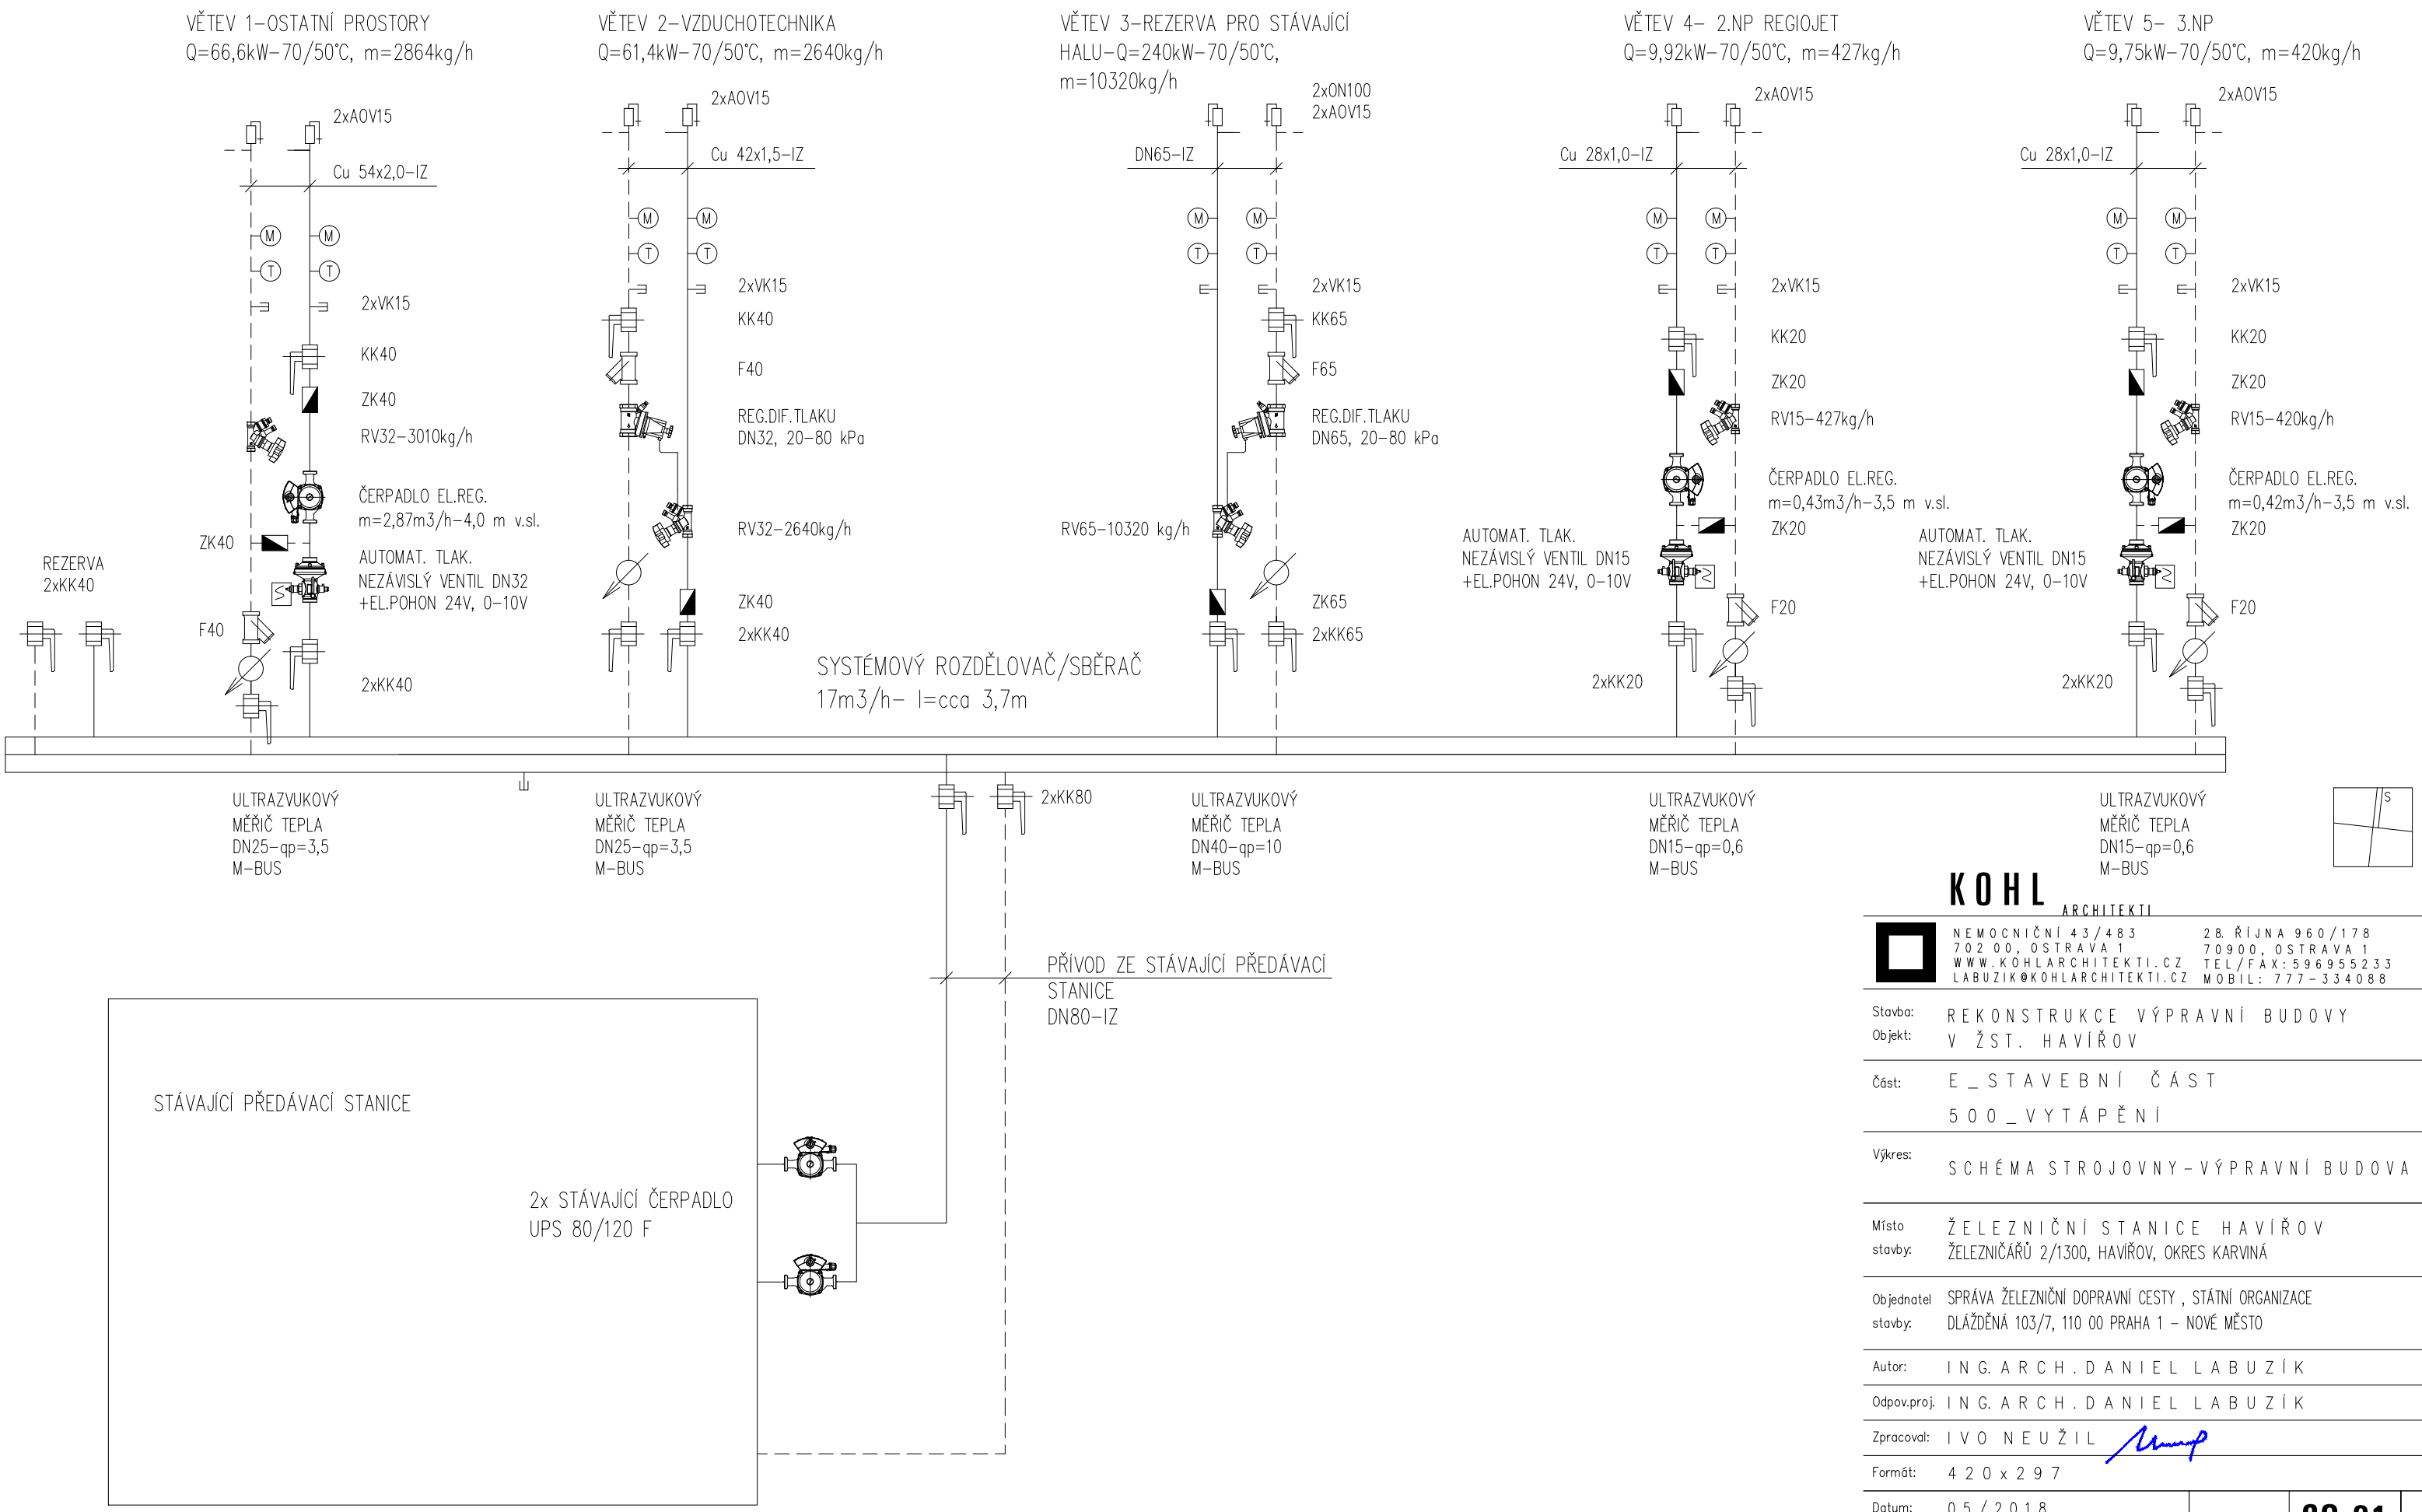 VĚTEV 1-OSTATNÍ PROSTORY
Q=66,6kW-70/50°C, m=2864kg/h
VĚTEV 2-VZDUCHOTECHNIKA
Q=61,4kW-70/50°C, m=2640kg/h
VĚTEV 3-REZERVA PRO STÁVAJÍCÍ
HALU-Q=240kW-70/50°C,
m=10320kg/h
VĚTEV 4- 2.NP REGIOJET
Q=9,92kW-70/50°C, m=427kg/h
VĚTEV 5- 3.NP
Q=9,75kW-70/50°C, m=420kg/h
2xAOV15
Cu 54x2,0-IZ
M
M
T
T
2xVK15
KK40
ZK40
RV32-3010kg/h
ČERPADLO EL.REG.
m=2,87m3/h-4,0 m v.sl.
ZK40
AUTOMAT. TLAK.
NEZÁVISLÝ VENTIL DN32
+EL.POHON 24V, 0-10V
REZERVA
2xKK40
F40
2xKK40
2xAOV15
Cu 42x1,5-IZ
M
M
T
T
2xVK15
KK40
F40
REG.DIF.TLAKU
DN32, 20-80 kPa
RV32-2640kg/h
ZK40
2xKK40
SYSTÉMOVÝ ROZDĚLOVAČ/SBĚRAČ
17m3/h- l=cca 3,7m
2xON100
2xAOV15
DN65-IZ
M
M
T
T
2xVK15
KK65
F65
REG.DIF.TLAKU
DN65, 20-80 kPa
RV65-10320 kg/h
ZK65
2xKK65
2xAOV15
Cu 28x1,0-IZ
M
M
T
T
2xVK15
KK20
ZK20
RV15-427kg/h
ČERPADLO EL.REG.
m=0,43m3/h-3,5 m v.sl.
ZK20
AUTOMAT. TLAK.
NEZÁVISLÝ VENTIL DN15
+EL.POHON 24V, 0-10V
F20
2xKK20
2xAOV15
Cu 28x1,0-IZ
M
M
T
T
2xVK15
KK20
ZK20
RV15-420kg/h
ČERPADLO EL.REG.
m=0,42m3/h-3,5 m v.sl.
ZK20
AUTOMAT. TLAK.
NEZÁVISLÝ VENTIL DN15
+EL.POHON 24V, 0-10V
F20
2xKK20
ULTRAZVUKOVÝ
MĚŘIČ TEPLA
DN25-qp=3,5
M-BUS
ULTRAZVUKOVÝ
MĚŘIČ TEPLA
DN25-qp=3,5
M-BUS
2xKK80
ULTRAZVUKOVÝ
MĚŘIČ TEPLA
DN40-qp=10
M-BUS
ULTRAZVUKOVÝ
MĚŘIČ TEPLA
DN15-qp=0,6
M-BUS
ULTRAZVUKOVÝ
MĚŘIČ TEPLA
DN15-qp=0,6
M-BUS
S
PŘÍVOD ZE STÁVAJÍCÍ PŘEDÁVACÍ
STANICE
DN80-IZ
STÁVAJÍCÍ PŘEDÁVACÍ STANICE
2x STÁVAJÍCÍ ČERPADLO
UPS 80/120 F
KOHL
ARCHITEKTI
NEMOCNIČNÍ 43/483
702 00, OSTRAVA 1
WWW.KOHLARCHITEKTI.CZ
LABUZIK@KOHLARCHITEKTI.CZ
28. ŘÍJNA 960/178
70900, OSTRAVA 1
TEL/FAX:596955233
MOBIL: 777-334088
Stavba: REKONSTRUKCE VÝPRAVNÍ BUDOVY
Objekt: V ŽST. HAVÍŘOV
Část: E_STAVEBNÍ ČÁST
500_VYTÁPĚNÍ
Výkres: SCHÉMA STROJOVNY-VÝPRAVNÍ BUDOVA
Místo ŽELEZNIČNÍ STANICE HAVÍŘOV
stavby: ŽELEZNIČÁŘŮ 2/1300, HAVÍŘOV, OKRES KARVINÁ
Objednatel SPRÁVA ŽELEZNIČNÍ DOPRAVNÍ CESTY , STÁTNÍ ORGANIZACE
stavby: DLÁŽDĚNÁ 103/7, 110 00 PRAHA 1 - NOVÉ MĚSTO
Autor: ING.ARCH.DANIEL LABUZÍK
Odpov.proj. ING.ARCH.DANIEL LABUZÍK
Zpracoval: IVO NEUŽIL
Formát: 420x297
Datum: 05/2018